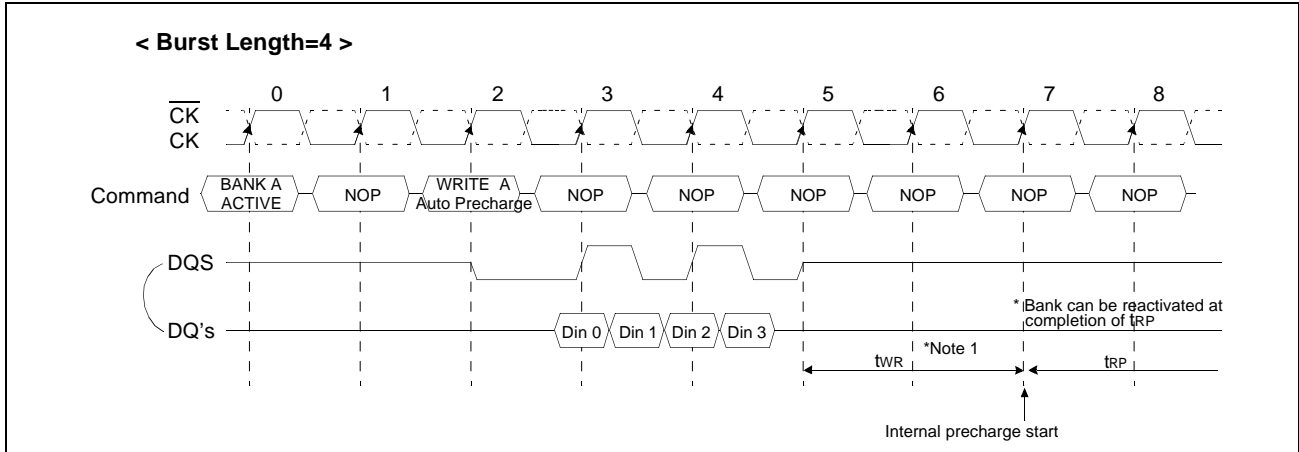 < Burst Length=4 >
0 1 2 3 4 5 6 7 8
CK
CK
Command
BANK A
ACTIVE
NOP
WRITE A
Auto Precharge
NOP
NOP
NOP
NOP
NOP
NOP
DQS
DQ's
Din 0 Din 1 Din 2 Din 3
* Bank can be reactivated at
completion of tRP
*Note 1
tWR
tRP
Internal precharge start